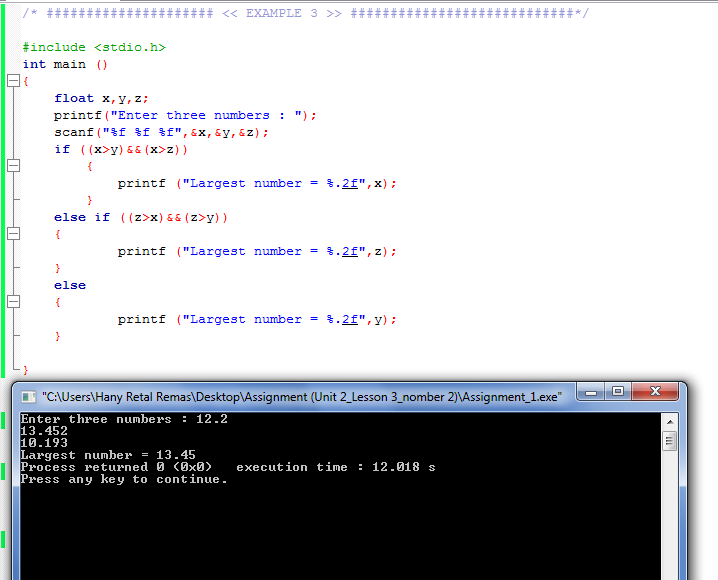 /* ##################### << EXAMPLE 3 >> ############################*/
#include <stdio.h>
int main ()
{
float x,y,z;
printf("Enter three numbers : ");
scanf("%f %f %f",&x,&y,&z);
if ((x>y)&&(x>z))
{
printf ("Largest number = %.2f",x);
}
else if ((z>x)&&(z>y))
{
printf ("Largest number = %.2f",z);
}
else
{
printf ("Largest number = %.2f",y);
}
}
"C:\Users\Hany Retal Remas\Desktop\Assignment (Unit 2_Lesson 3_nomber 2)\Assignment_1.exe"
Enter three numbers : 12.2
13.452
10.193
Largest number = 13.45
Process returned 0 (0x0)   execution time : 12.018 s
Press any key to continue.